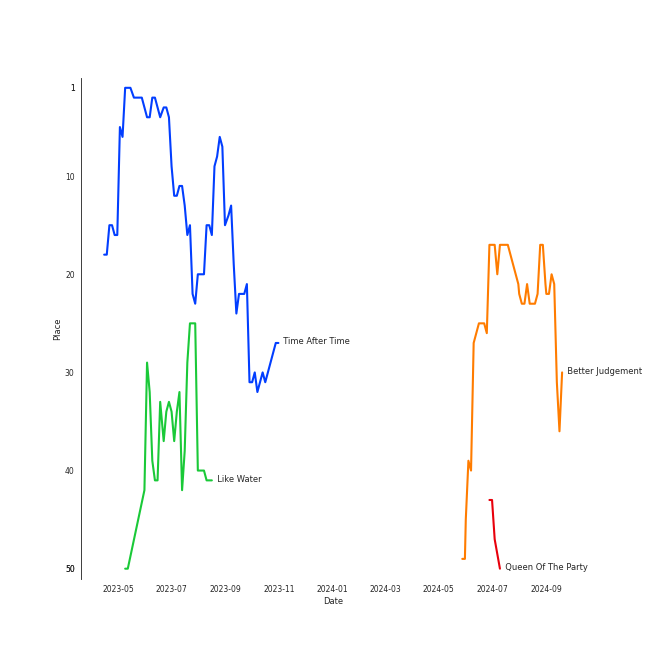 1
10
20
30
40
50
Place
Time After Time
Better Judgement
Like Water
Queen Of The Party
2023-05 2023-07 2023-09 2023-11 2024-01 2024-03 2024-05 2024-07 2024-09
Date